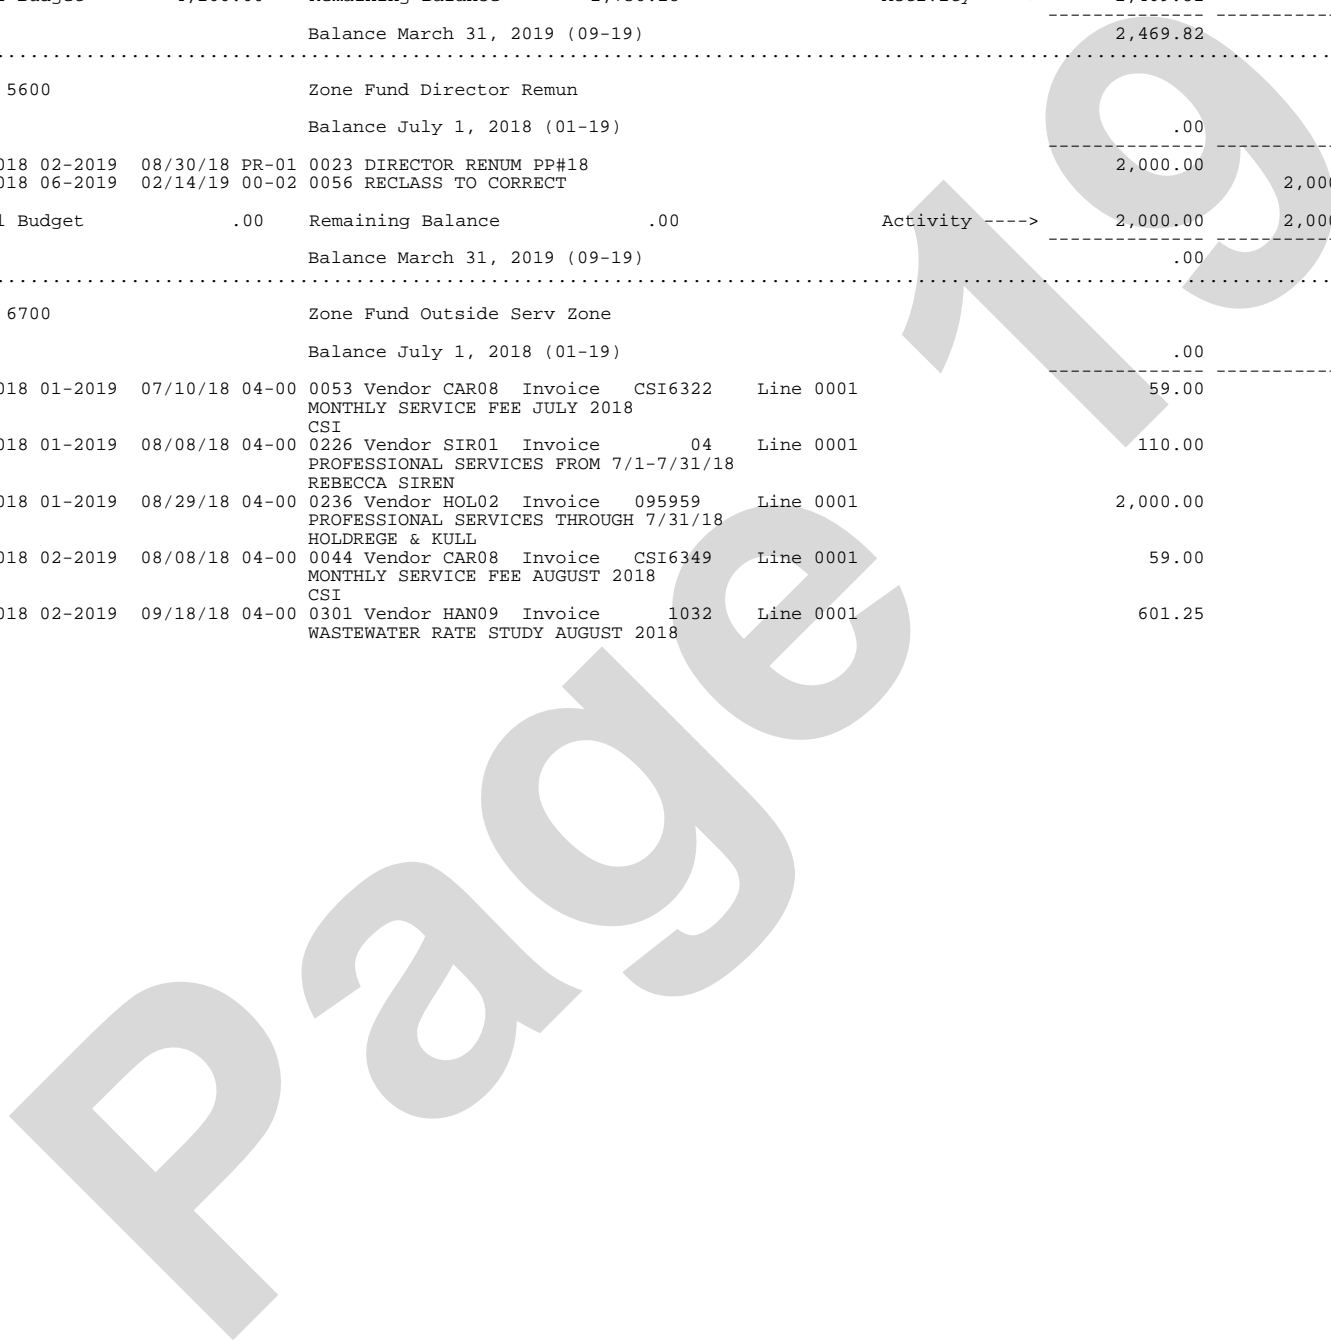 Balance March 31, 2019 (09-19) 2,469.82
5600 Zone Fund Director Remun
Balance July 1, 2018 (01-19) .00
018 02-2019 08/30/18 PR-01 0023 DIRECTOR RENUM PP#18 2,000.00
018 06-2019 02/14/19 00-02 0056 RECLASS TO CORRECT 2,00
l Budget .00 Remaining Balance .00 Activity ----> 2,000.00 2,00
Balance March 31, 2019 (09-19) .00
6700 Zone Fund Outside Serv Zone
Balance July 1, 2018 (01-19) .00
018 01-2019 07/10/18 04-00 0053 Vendor CAR08 Invoice CSI6322 Line 0001 59.00
MONTHLY SERVICE FEE JULY 2018
CSI
018 01-2019 08/08/18 04-00 0226 Vendor SIR01 Invoice 04 Line 0001 110.00
PROFESSIONAL SERVICES FROM 7/1-7/31/18
REBECCA SIREN
018 01-2019 08/29/18 04-00 0236 Vendor HOL02 Invoice 095959 Line 0001 2,000.00
PROFESSIONAL SERVICES THROUGH 7/31/18
HOLDREGE & KULL
018 02-2019 08/08/18 04-00 0044 Vendor CAR08 Invoice CSI6349 Line 0001 59.00
MONTHLY SERVICE FEE AUGUST 2018
CSI
018 02-2019 09/18/18 04-00 0301 Vendor HAN09 Invoice 1032 Line 0001 601.25
WASTEWATER RATE STUDY AUGUST 2018
Page 19